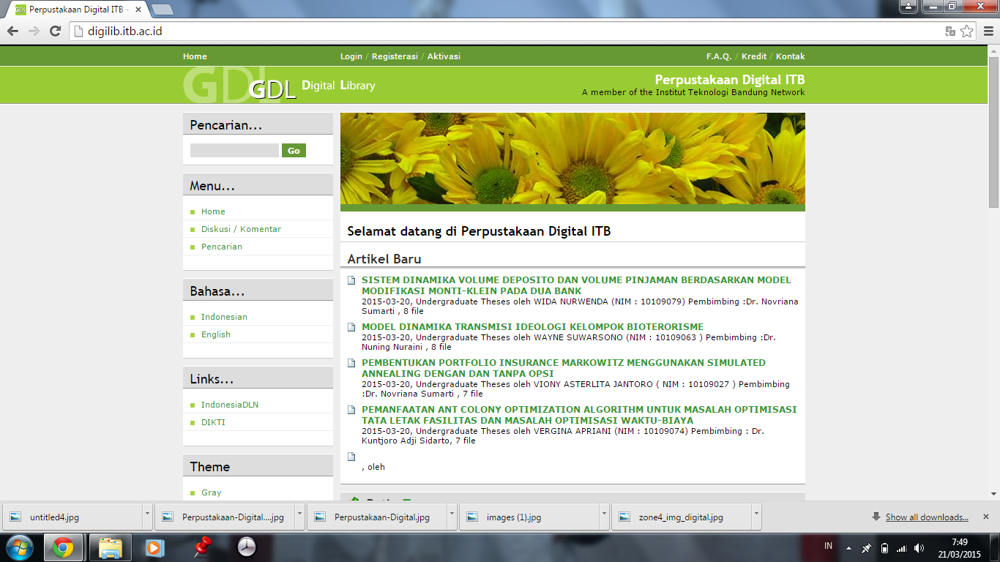 Perpustakaan Digital ITB -
digilib.itb.ac.id
Home
Login / Registerasi / Aktivasi
F.A.Q. / Kredit / Kontak
GDL
GDL Digital Library
Perpustakaan Digital ITB
A member of the Institut Teknologi Bandung Network
Pencarian...
Go
Menu...
Home
Diskusi / Komentar
Pencarian
Bahasa...
Indonesian
English
Links...
IndonesiaDLN
DIKTI
Theme
Gray
Selamat datang di Perpustakaan Digital ITB
Artikel Baru
SISTEM DINAMIKA VOLUME DEPOSITO DAN VOLUME PINJAMAN BERDASARKAN MODEL
MODIFIKASI MONTI-KLEIN PADA DUA BANK
2015-03-20, Undergraduate Theses oleh WIDA NURWENDA (NIM : 10109079) Pembimbing :Dr. Novriana
Sumarti , 8 file
MODEL DINAMIKA TRANSMISI IDEOLOGI KELOMPOK BIOTERORISME
2015-03-20, Undergraduate Theses oleh WAYNE SUWARSONO (NIM : 10109063 ) Pembimbing :Dr.
Nuning Nuraini , 8 file
PEMBENTUKAN PORTFOLIO INSURANCE MARKOWITZ MENGGUNAKAN SIMULATED
ANNEALING DENGAN DAN TANPA OPSI
2015-03-20, Undergraduate Theses oleh VIONY ASTERLITA JANTORO ( NIM : 10109027 ) Pembimbing
:Dr. Novriana Sumarti , 7 file
PEMANFAATAN ANT COLONY OPTIMIZATION ALGORITHM UNTUK MASALAH OPTIMISASI
TATA LETAK FASILITAS DAN MASALAH OPTIMISASI WAKTU-BIAYA
2015-03-20, Undergraduate Theses oleh VERGINA APRIANI (NIM : 10109074) Pembimbing : Dr.
Kuntjoro Adji Sidarto, 7 file
, oleh
untitled4.jpg
Perpustakaan-Digital....jpg
Perpustakaan-Digital.jpg
images (1).jpg
zone4_img_digital.jpg
Show all downloads...
IN
7:49
21/03/2015